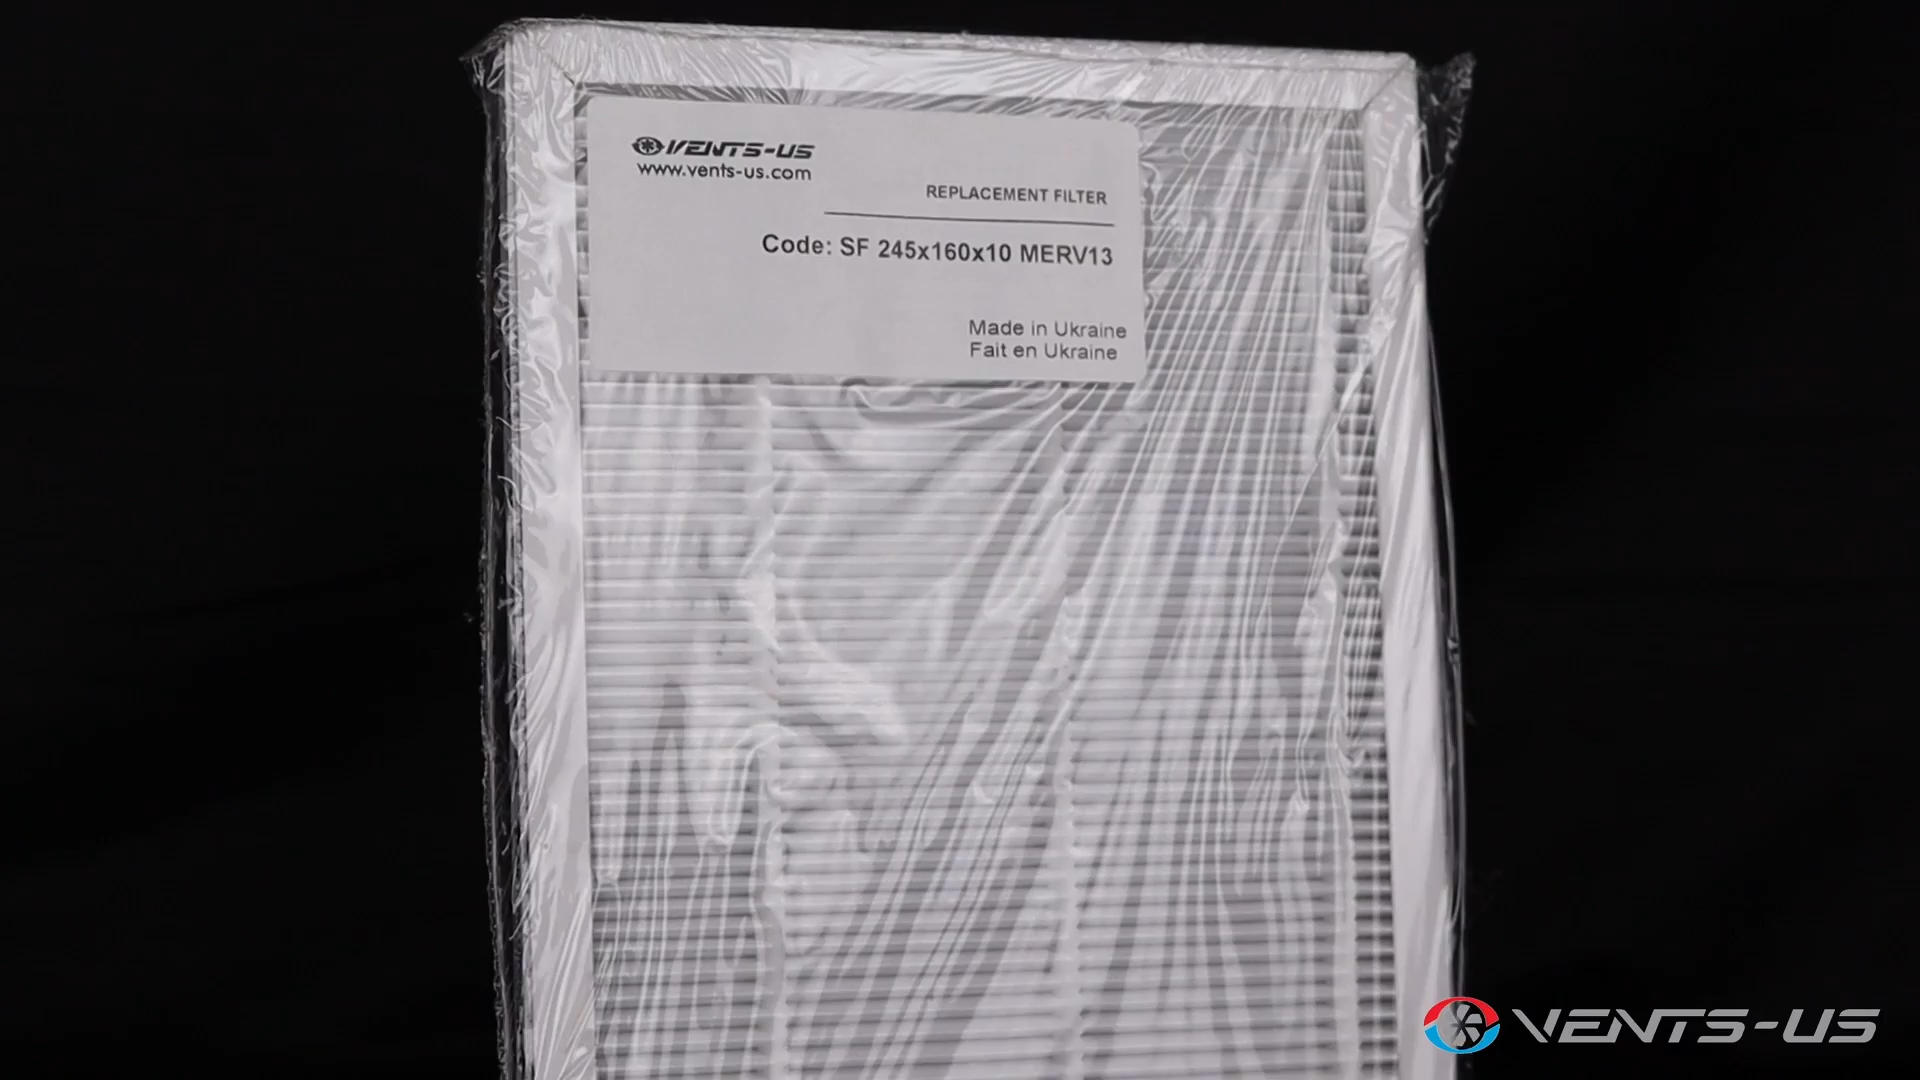 VENTS-US
www.vents-us.com
REPLACEMENT FILTER
Code: SF 245x160x10 MERV13
Made in Ukraine
Fait en Ukraine
VENTS-US